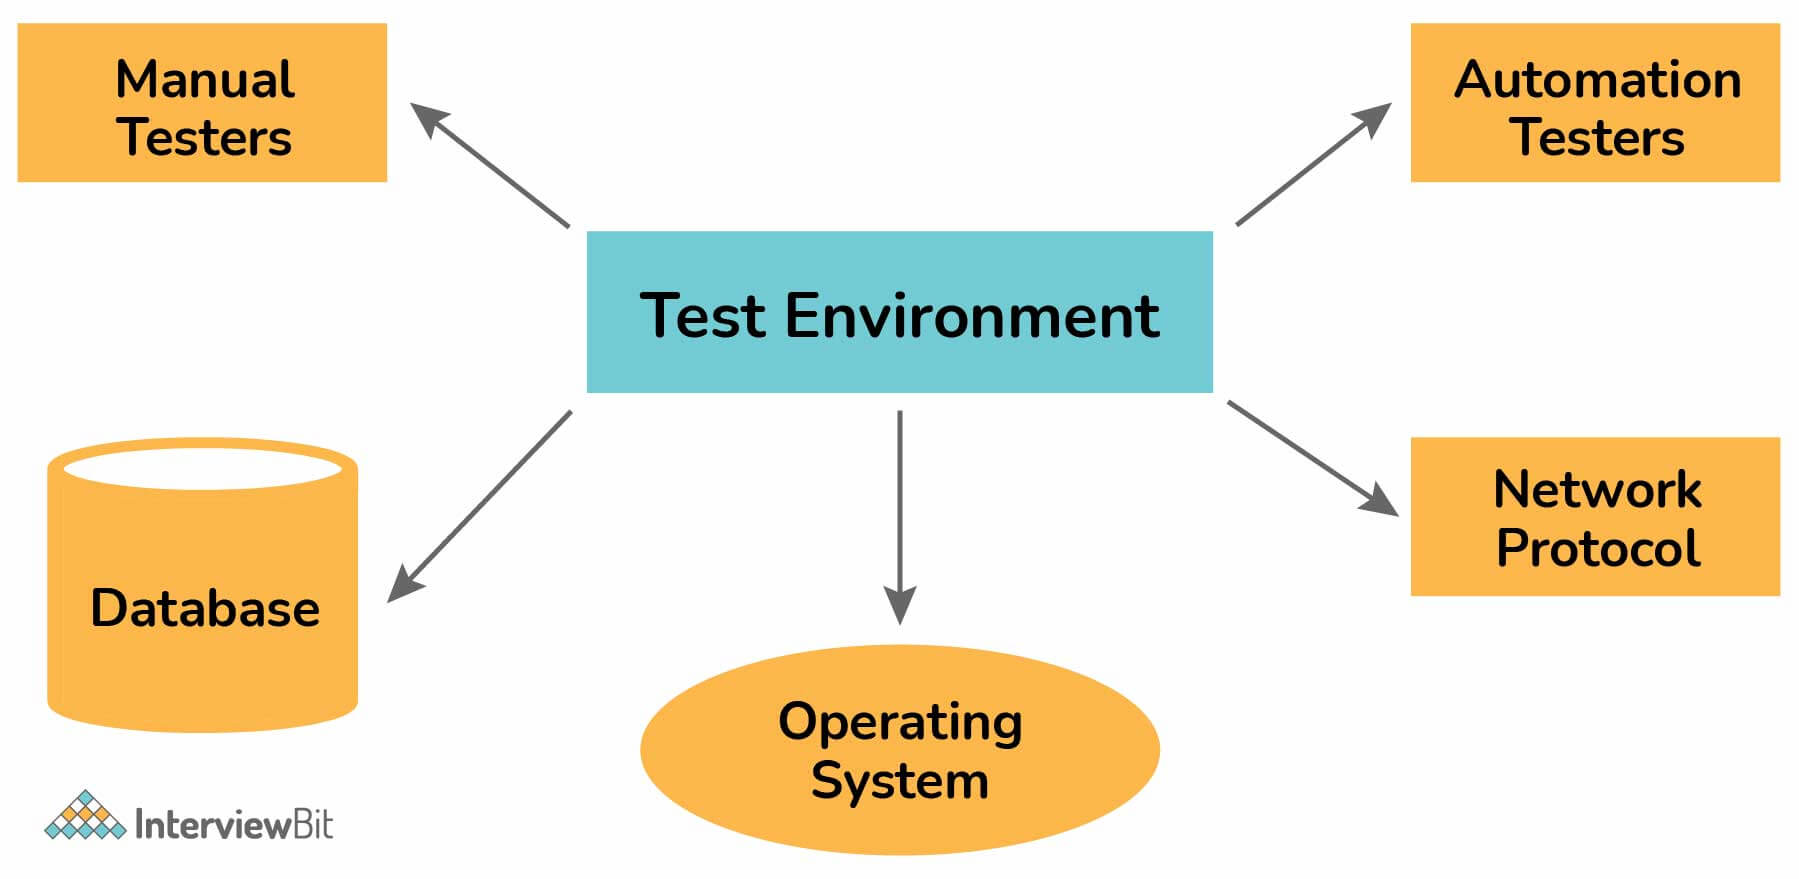 Manual
Testers
Automation
Testers
Test Environment
Database
Network
Protocol
Operating
System
InterviewBit